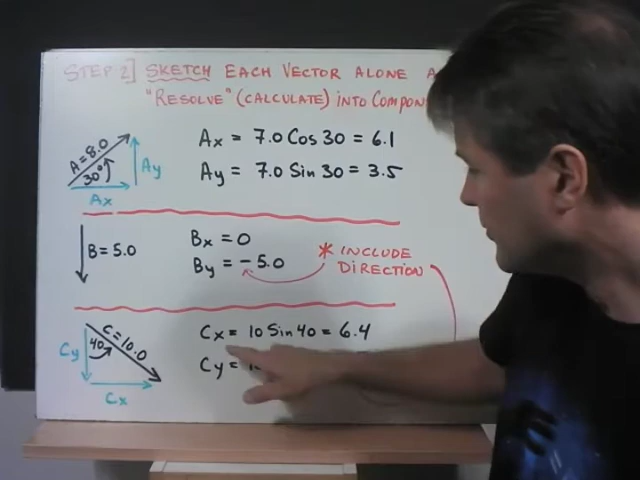 STEP 2] SKETCH EACH VECTOR ALONE A
"RESOLVE" (CALCULATE) INTO COMPON
A = 8.0
30°
Ay
Ax
Ax = 7.0 Cos 30 = 6.1
Ay = 7.0 Sin 30 = 3.5
B = 5.0
Bx = 0
By = -5.0
* INCLUDE
DIRECTION
C = 10.0
40
Cy
Cx
Cx = 10 Sin 40 = 6.4
Cy =